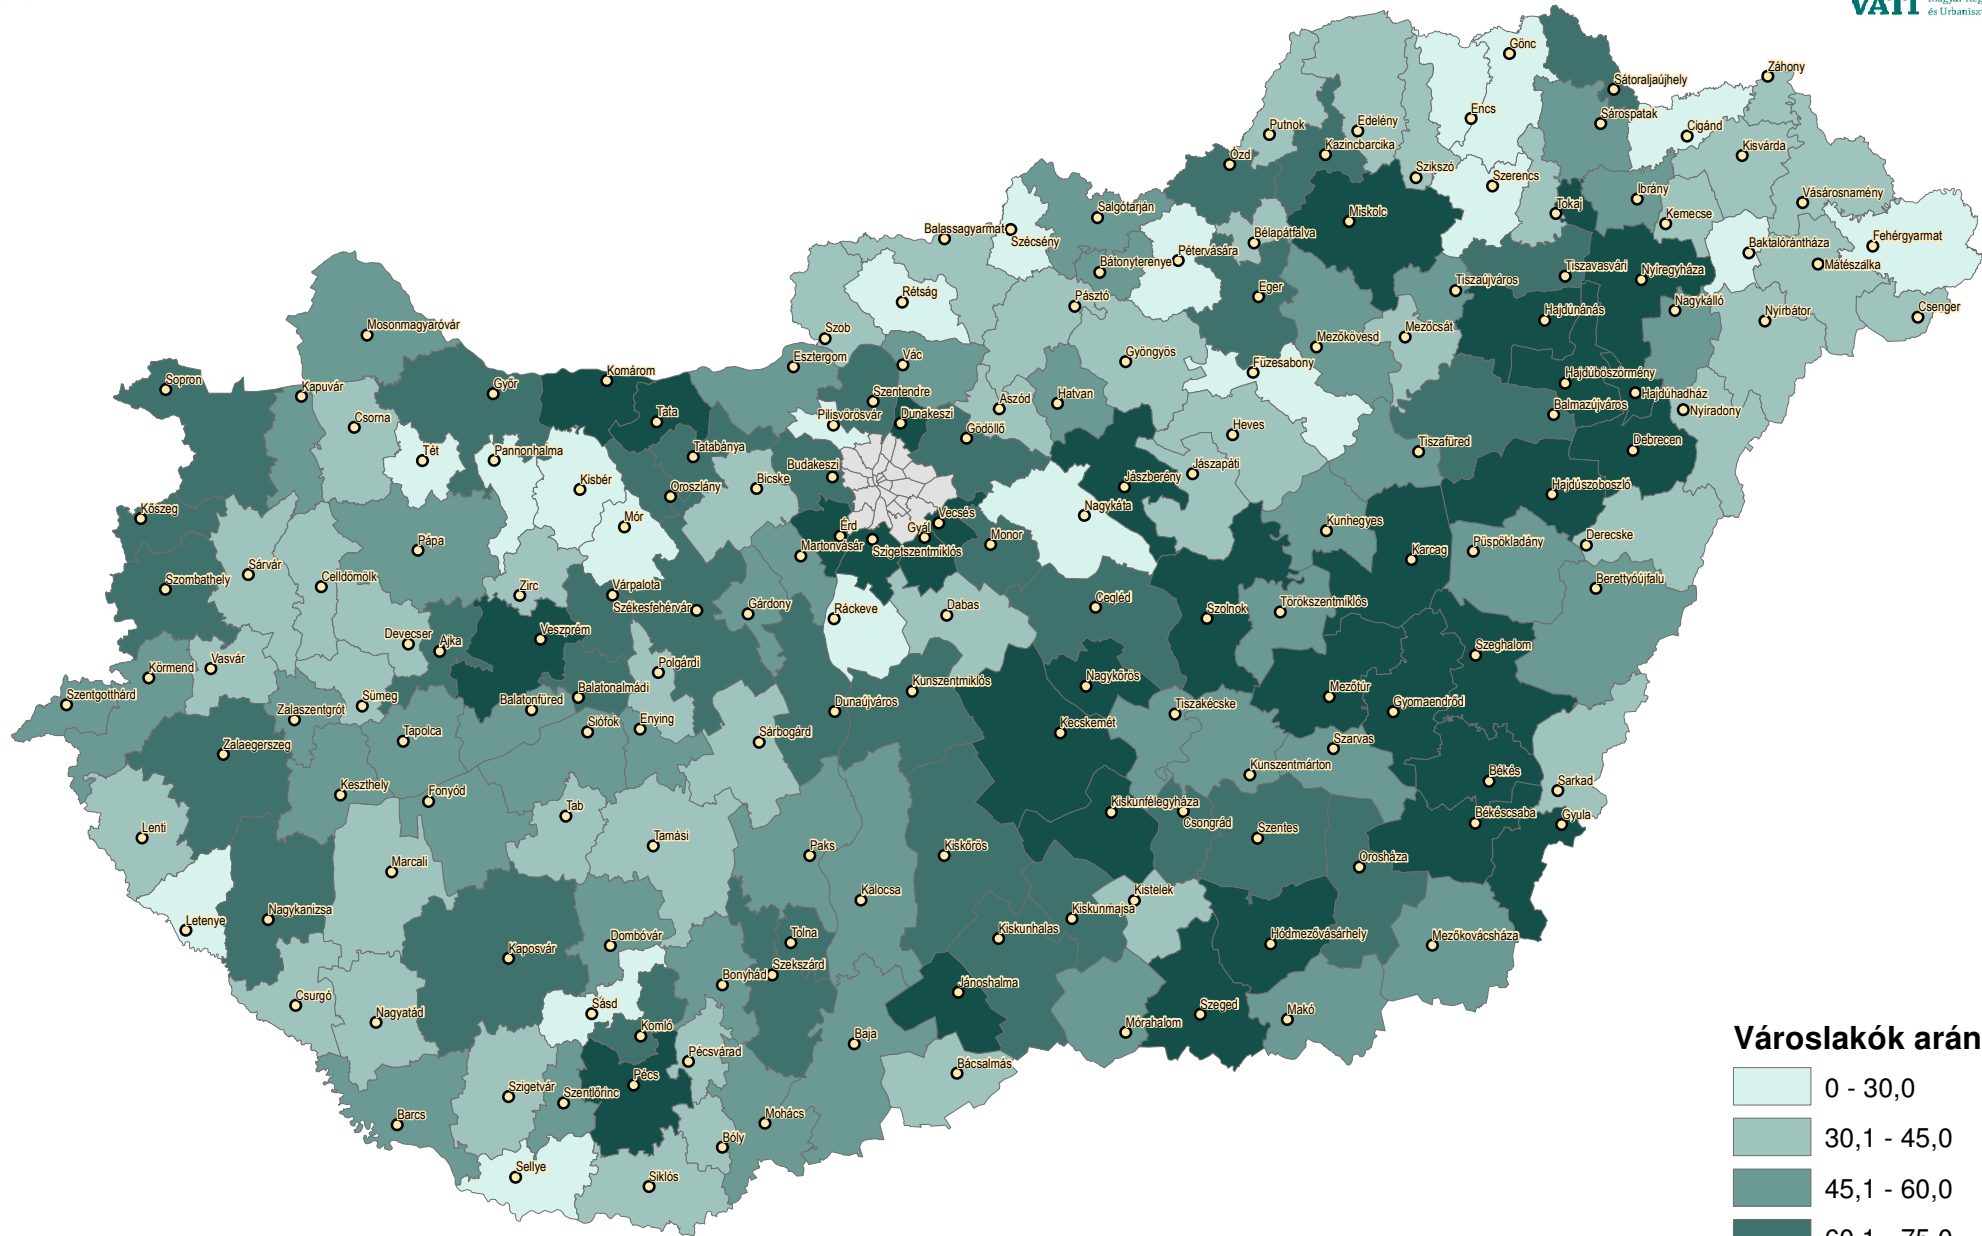 VÁTI
és Urbanisz
Gönc
Záhony
Sátoraljaújhely
Encs
Sárospatak
Cigánd
Putnok
Edelény
Kazincbarcika
Kisvárda
Ózd
Szikszó
Szerencs
Ibrány
Vásárosnamény
Tokaj
Kemecse
Salgótarján
Miskolc
Balassagyarmat
Szécsény
Bélapátfalva
Fehérgyarmat
Baktalórántháza
Mátészalka
Pétervására
Bátonyterenye
Tiszavasvári
Nyíregyháza
Tiszaújváros
Rétság
Eger
Pásztó
Nagykálló
Hajdúnánás
Nyírbátor
Csenger
Mosonmagyaróvár
Szob
Mezőcsát
Mezőkövesd
Esztergom
Vác
Gyöngyös
Füzesabony
Komárom
Sopron
Győr
Kapuvár
Szentendre
Hajdúböszörmény
Hajdúhadház
Aszód
Hatvan
Tata
Pilisvörösvár
Dunakeszi
Balmazújváros
Nyíradony
Csorna
Gödöllő
Heves
Tatabánya
Tiszafüred
Debrecen
Tét
Pannonhalma
Budakeszi
Jászapáti
Kisbér
Bicske
Oroszlány
Jászberény
Hajdúszoboszló
Kőszeg
Mór
Nagykáta
Érd
Gyál
Vecsés
Kunhegyes
Pápa
Martonvásár
Szigetszentmiklós
Monor
Karcag
Püspökladány
Derecske
Szombathely
Sárvár
Celldömölk
Zirc
Várpalota
Székesfehérvár
Gárdony
Ráckeve
Dabas
Cegléd
Szolnok
Törökszentmiklós
Berettyóújfalu
Devecser
Ajka
Veszprém
Szeghalom
Körmend
Vasvár
Polgárdi
Szentgotthárd
Sümeg
Balatonalmádi
Kunszentmiklós
Nagykőrös
Mezőtúr
Gyomaendrőd
Zalaszentgrót
Balatonfüred
Dunaújváros
Tiszakécske
Zalaegerszeg
Tapolca
Siófok
Enying
Sárbogárd
Kecskemét
Szarvas
Kunszentmárton
Békés
Keszthely
Fonyód
Sarkad
Tab
Kiskunfélegyháza
Csongrád
Békéscsaba
Gyula
Lenti
Tamási
Szentes
Marcali
Paks
Kiskőrös
Orosháza
Letenye
Nagykanizsa
Kalocsa
Kistelek
Kiskunmajsa
Kaposvár
Dombóvár
Tolna
Kiskunhalas
Hódmezővásárhely
Mezőkovácsháza
Bonyhád
Szekszárd
Jánoshalma
Csurgó
Nagyatád
Sásd
Komló
Szeged
Makó
Baja
Mórahalom
Pécsvárad
Bácsalmás
Szigetvár
Szentlőrinc
Pécs
Barcs
Mohács
Bóly
Sellye
Siklós
Városlakók arán
0 - 30,0
30,1 - 45,0
45,1 - 60,0
60,1 - 75,0